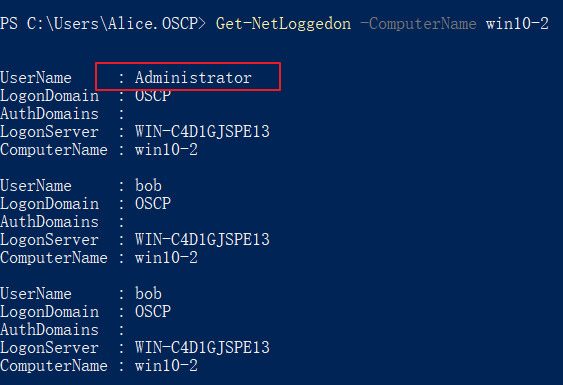 PS C:\Users\Alice.OSCP> Get-NetLoggedon -ComputerName win10-2
UserName : Administrator
LogonDomain : OSCP
AuthDomains :
LogonServer : WIN-C4D1GJSPE13
ComputerName : win10-2
UserName : bob
LogonDomain : OSCP
AuthDomains :
LogonServer : WIN-C4D1GJSPE13
ComputerName : win10-2
UserName : bob
LogonDomain : OSCP
AuthDomains :
LogonServer : WIN-C4D1GJSPE13
ComputerName : win10-2